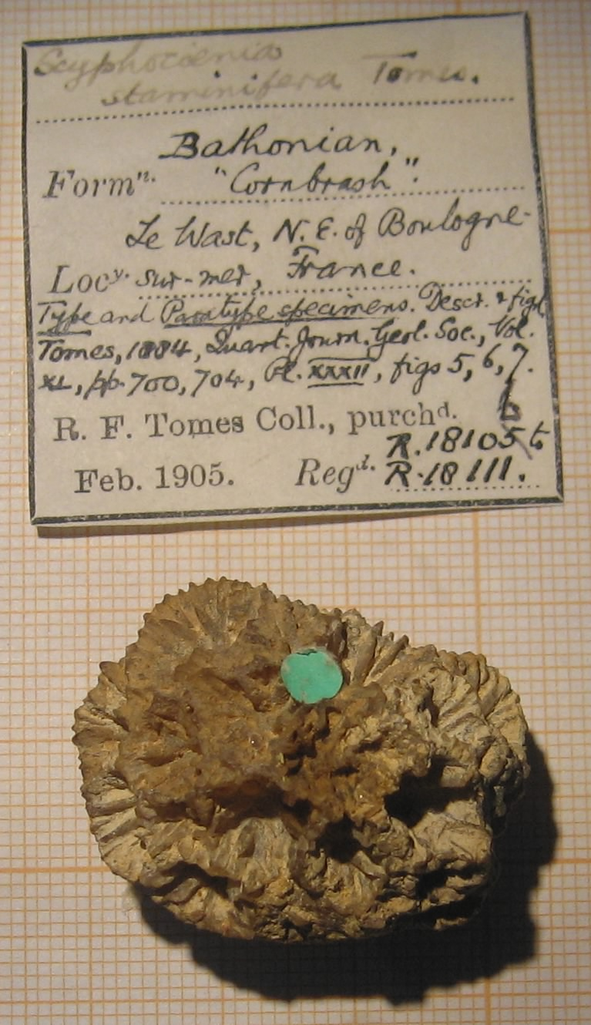 Scyphocœnia
staminifera Tomes.
Bathonian,
Formⁿ. "Cornbrash".
Le Wast, N.E. of Boulogne-
Locʸ. sur-mer, France.
Type and Paratype specimens. Descr. & figd
Tomes, 1884, Quart. Journ. Geol. Soc., Vol.
XL, pp. 700, 704, Pl. XXXII, figs 5, 6, 7.
R. F. Tomes Coll., purchᵈ.
R.18105 b
Feb. 1905. Regᵈ. R.18111.